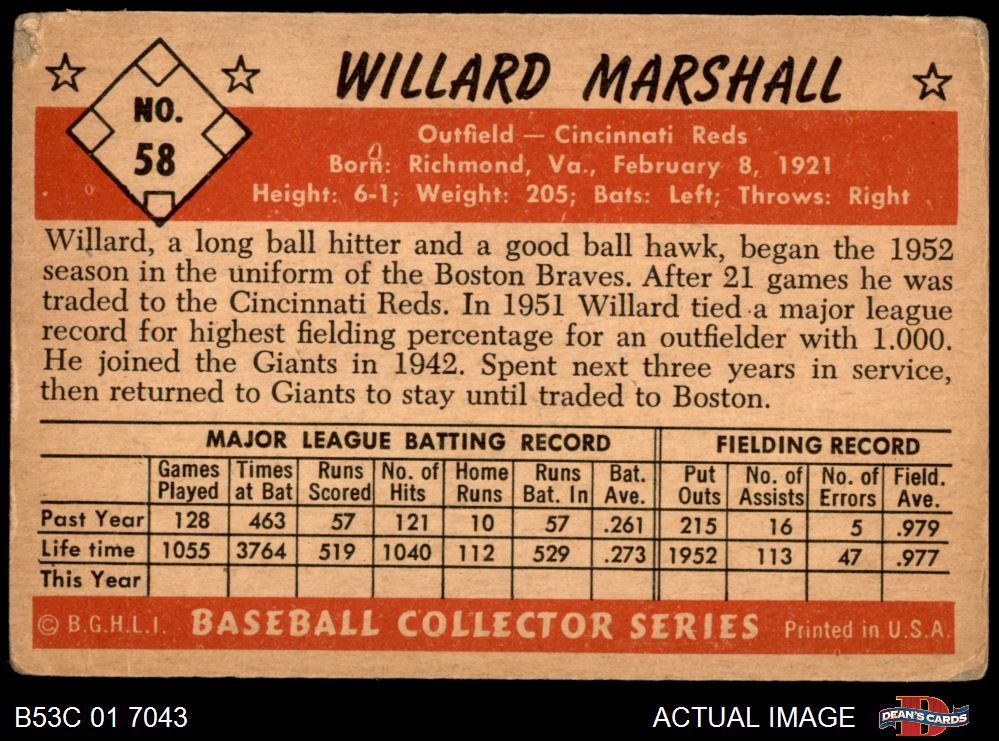 WILLARD MARSHALL
NO.
58
Outfield — Cincinnati Reds
Born: Richmond, Va., February 8, 1921
Height: 6-1; Weight: 205; Bats: Left; Throws: Right
Willard, a long ball hitter and a good ball hawk, began the 1952
season in the uniform of the Boston Braves. After 21 games he was
traded to the Cincinnati Reds. In 1951 Willard tied a major league
record for highest fielding percentage for an outfielder with 1.000.
He joined the Giants in 1942. Spent next three years in service,
then returned to Giants to stay until traded to Boston.
MAJOR LEAGUE BATTING RECORD FIELDING RECORD
Games Times Runs No. of Home Runs Bat. Put No. of No. of Field.
Played at Bat Scored Hits Runs Bat. In Ave. Outs Assists Errors Ave.
Past Year 128 463 57 121 10 57 .261 215 16 5 .979
Life time 1055 3764 519 1040 112 529 .273 1952 113 47 .977
This Year
© B.G.H.L.I. BASEBALL COLLECTOR SERIES Printed in U.S.A.
B53C 01 7043 ACTUAL IMAGE DEAN'S CARDS